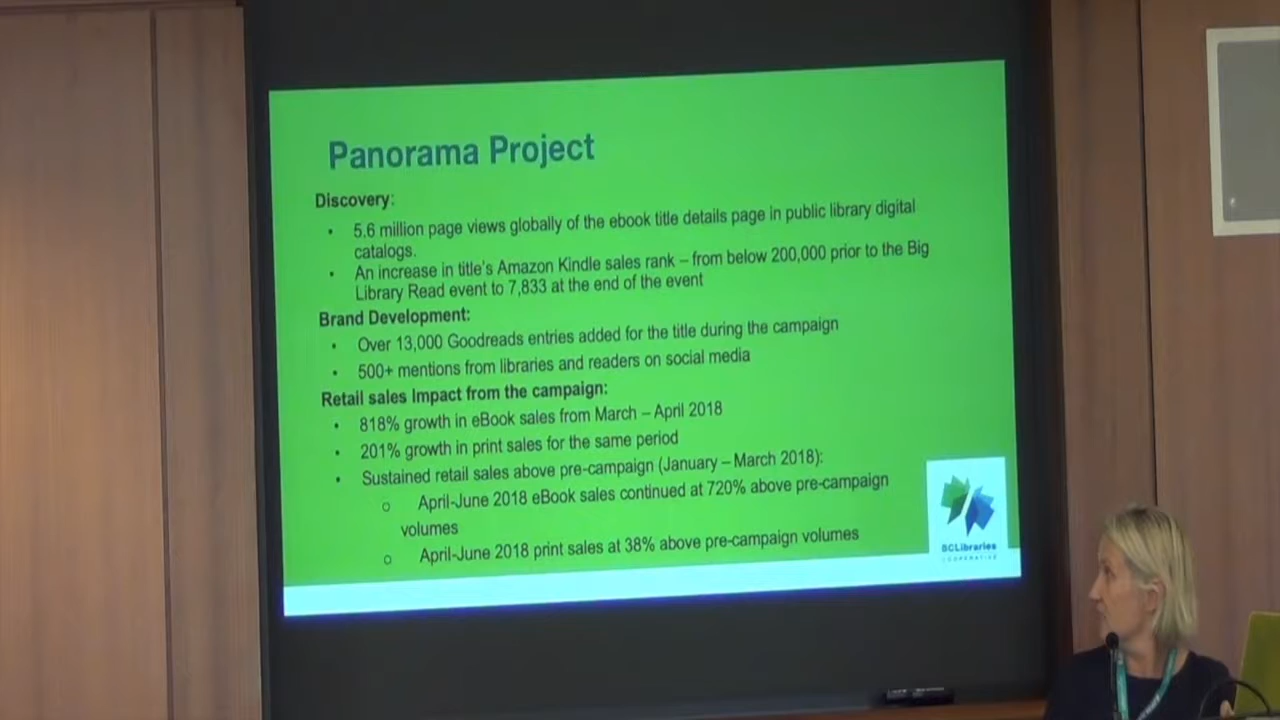 Panorama Project
Discovery:
• 5.6 million page views globally of the ebook title details page in public library digital
catalogs.
• An increase in title's Amazon Kindle sales rank – from below 200,000 prior to the Big
Library Read event to 7,833 at the end of the event
Brand Development:
• Over 13,000 Goodreads entries added for the title during the campaign
• 500+ mentions from libraries and readers on social media
Retail sales Impact from the campaign:
• 818% growth in eBook sales from March – April 2018
• 201% growth in print sales for the same period
• Sustained retail sales above pre-campaign (January – March 2018):
o April-June 2018 eBook sales continued at 720% above pre-campaign
volumes
o April-June 2018 print sales at 38% above pre-campaign volumes
BCLibraries
COOPERATIVE